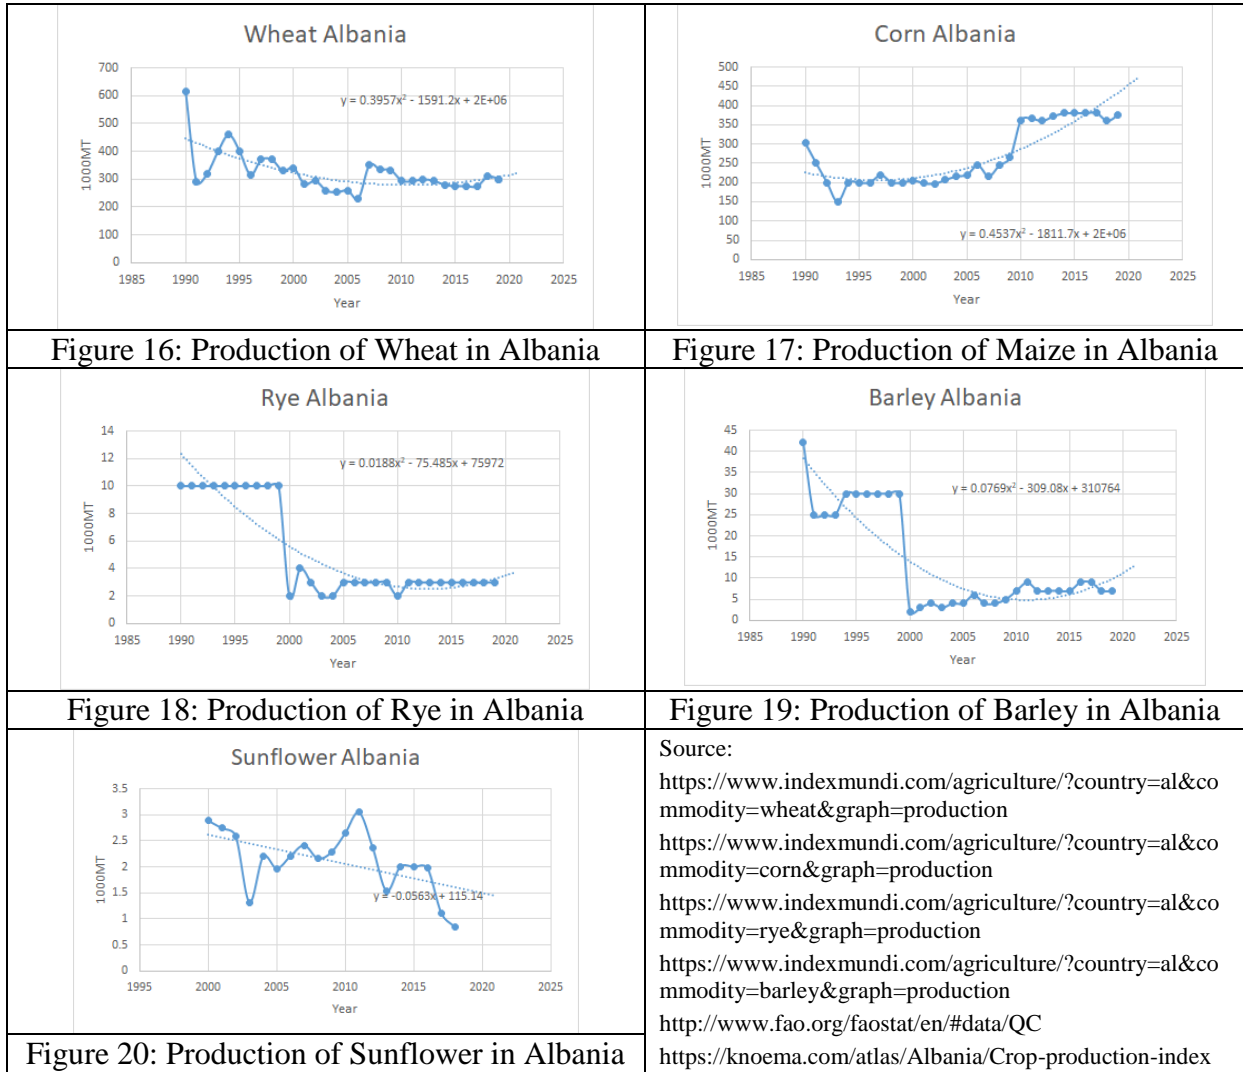 Wheat Albania
700
600
500
400
300
200
100
0
1000MT
y = 0.3957x² - 1591.2x + 2E+06
1985 1990 1995 2000 2005 2010 2015 2020 2025
Year
Figure 16: Production of Wheat in Albania
Corn Albania
500
450
400
350
300
250
200
150
100
50
0
1000MT
y = 0.4537x² - 1811.7x + 2E+06
1985 1990 1995 2000 2005 2010 2015 2020 2025
Year
Figure 17: Production of Maize in Albania
Rye Albania
14
12
10
8
6
4
2
0
1000MT
y = 0.0188x² - 75.485x + 75972
1985 1990 1995 2000 2005 2010 2015 2020 2025
Year
Figure 18: Production of Rye in Albania
Barley Albania
45
40
35
30
25
20
15
10
5
0
1000MT
y = 0.0769x² - 309.08x + 310764
1985 1990 1995 2000 2005 2010 2015 2020 2025
Year
Figure 19: Production of Barley in Albania
Sunflower Albania
3.5
3
2.5
2
1.5
1
0.5
0
1000MT
y = -0.0563x + 115.14
1995 2000 2005 2010 2015 2020 2025
Year
Figure 20: Production of Sunflower in Albania
Source:
https://www.indexmundi.com/agriculture/?country=al&co
mmodity=wheat&graph=production
https://www.indexmundi.com/agriculture/?country=al&co
mmodity=corn&graph=production
https://www.indexmundi.com/agriculture/?country=al&co
mmodity=rye&graph=production
https://www.indexmundi.com/agriculture/?country=al&co
mmodity=barley&graph=production
http://www.fao.org/faostat/en/#data/QC
https://knoema.com/atlas/Albania/Crop-production-index